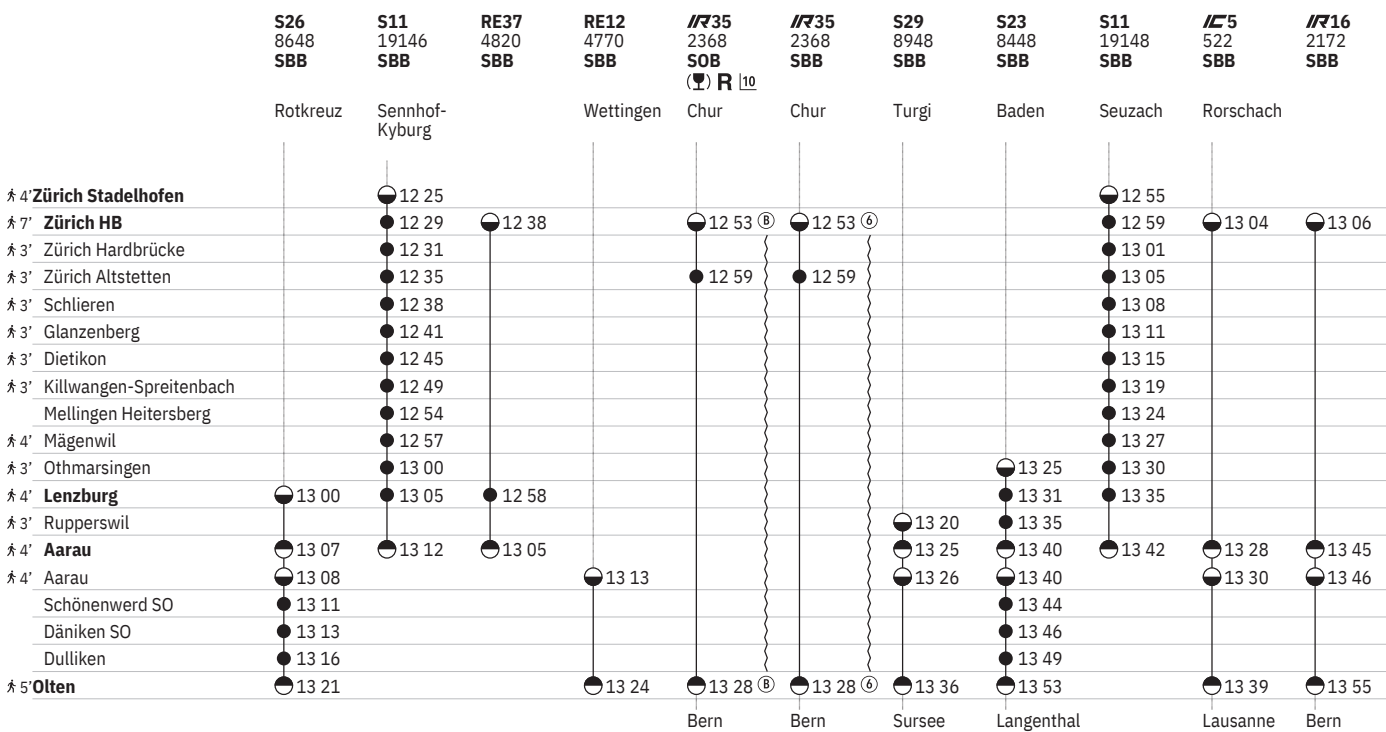 S26 S11 RE37 RE12 IR35 IR35 S29 S23 S11 IC5 IR16
8648 19146 4820 4770 2368 2368 8948 8448 19148 522 2172
SBB SBB SBB SBB SOB SBB SBB SBB SBB SBB SBB
R 10
Rotkreuz Sennhof- Wettingen Chur Chur Turgi Baden Seuzach Rorschach
Kyburg
4’ Zürich Stadelhofen 12 25 12 55
7’ Zürich HB 12 29 12 38 12 53 B 12 53 6 12 59 13 04 13 06
3’ Zürich Hardbrücke 12 31 13 01
3’ Zürich Altstetten 12 35 12 59 12 59 13 05
3’ Schlieren 12 38 13 08
3’ Glanzenberg 12 41 13 11
3’ Dietikon 12 45 13 15
3’ Killwangen-Spreitenbach 12 49 13 19
Mellingen Heitersberg 12 54 13 24
4’ Mägenwil 12 57 13 27
3’ Othmarsingen 13 00 13 25 13 30
4’ Lenzburg 13 00 13 05 12 58 13 31 13 35
3’ Rupperswil 13 20 13 35
4’ Aarau 13 07 13 12 13 05 13 25 13 40 13 42 13 28 13 45
4’ Aarau 13 08 13 13 13 26 13 40 13 30 13 46
Schönenwerd SO 13 11 13 44
Däniken SO 13 13 13 46
Dulliken 13 16 13 49
5’ Olten 13 21 13 24 13 28 B 13 28 6 13 36 13 53 13 39 13 55
Bern Bern Sursee Langenthal Lausanne Bern